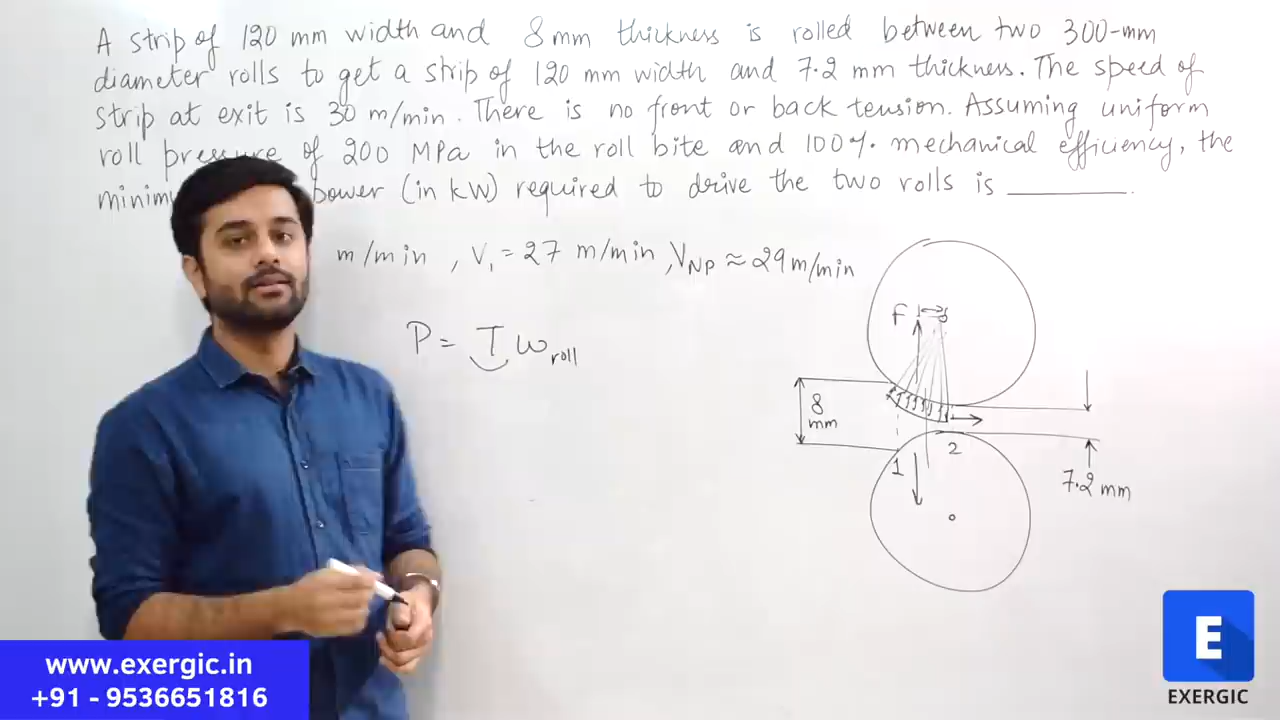 A strip of 120 mm width and 8 mm thickness is rolled between two 300-mm
diameter rolls to get a strip of 120 mm width and 7.2 mm thickness. The speed of
strip at exit is 30 m/min. There is no front or back tension. Assuming uniform
roll pressure of 200 MPa in the roll bite and 100% mechanical efficiency, the
power (in kW) required to drive the two rolls is ________.
m/min , V1 = 27 m/min , VNP ≈ 29 m/min
P = T ω roll
F
8
mm
1
2
7.2 mm
www.exergic.in
+91 - 9536651816
E
EXERGIC